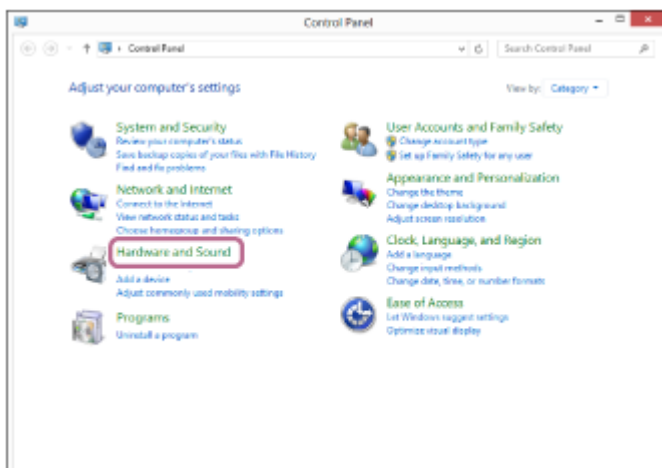 Control Panel
Control Panel
Search Control Panel
Adjust your computer's settings
View by: Category
System and Security
Review your computer's status
Save backup copies of your files with File History
Find and fix problems
Network and Internet
Connect to the Internet
View network status and tasks
Choose homegroup and sharing options
Hardware and Sound
Add a device
Adjust commonly used mobility settings
Programs
Uninstall a program
User Accounts and Family Safety
Change account type
Set up Family Safety for any user
Appearance and Personalization
Change the theme
Change desktop background
Adjust screen resolution
Clock, Language, and Region
Add a language
Change input methods
Change date, time, or number formats
Ease of Access
Let Windows suggest settings
Optimize visual display